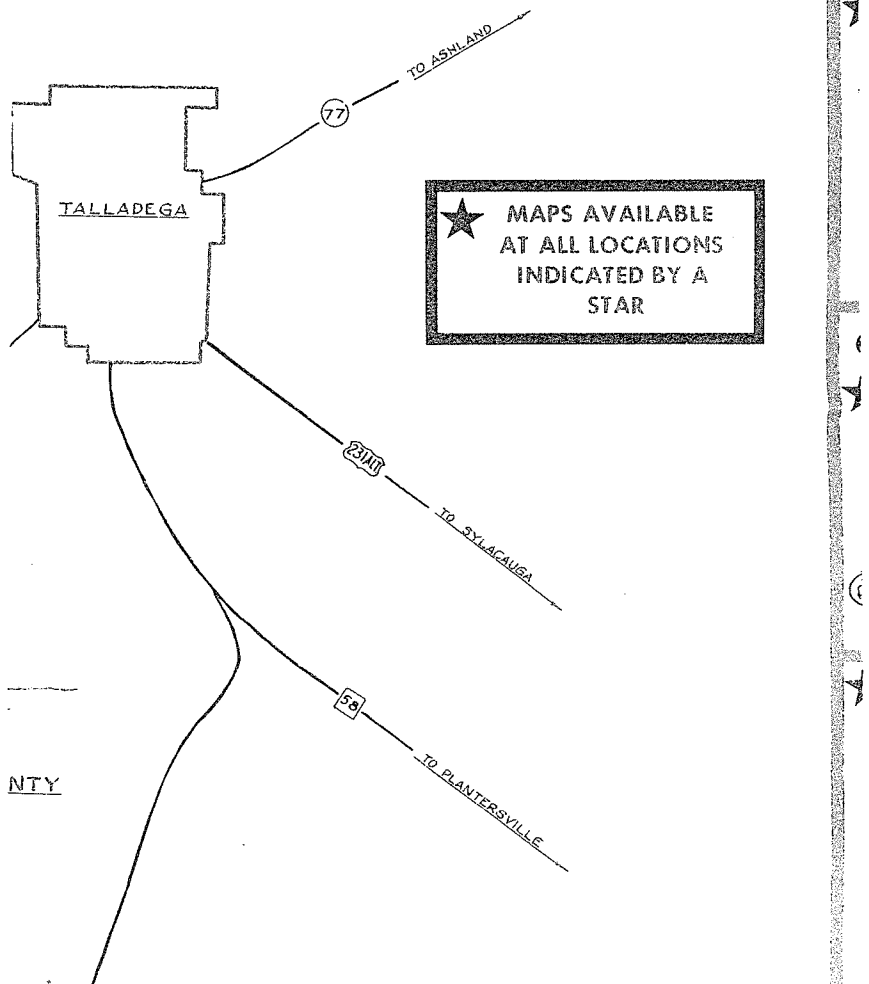 TO ASHLAND
77
TALLADEGA
MAPS AVAILABLE
AT ALL LOCATIONS
INDICATED BY A
STAR
231 ALT
TO SYLACAUGA
58
TO PLANTERSVILLE
NTY